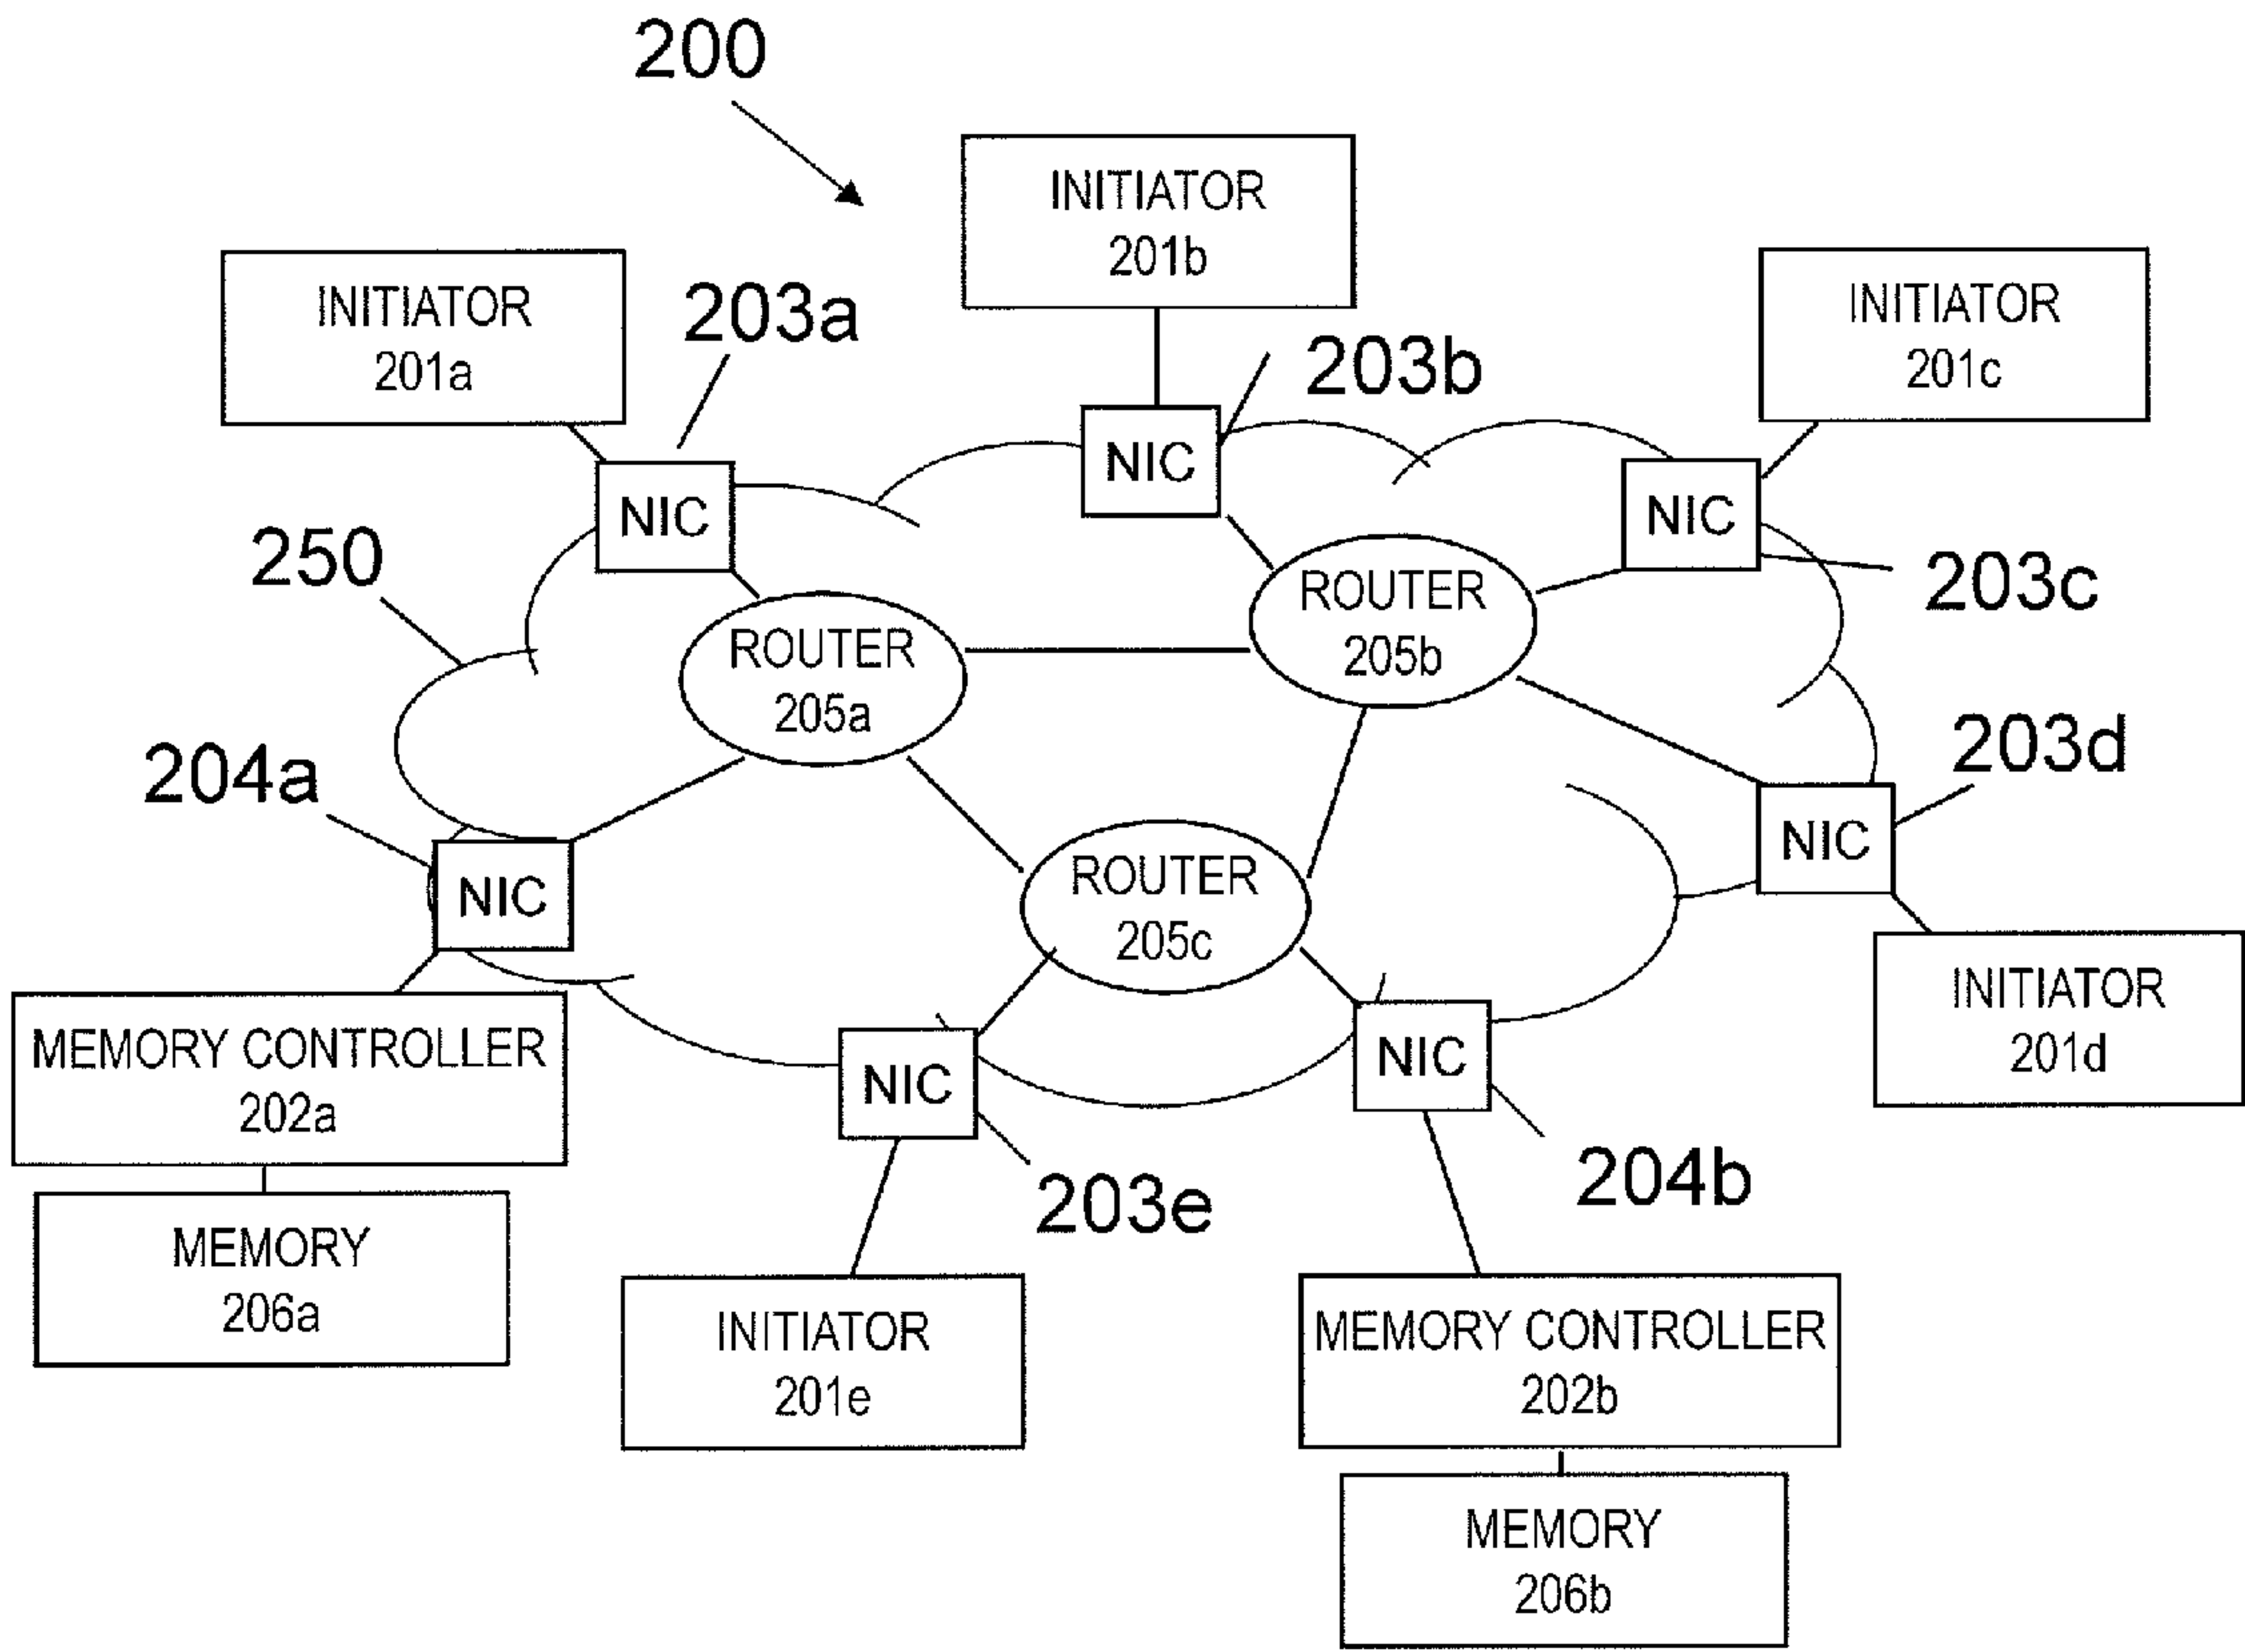 200
INITIATOR
201b
INITIATOR
201a
203a
INITIATOR
201c
203b
NIC
NIC
NIC
250
203c
ROUTER
205b
ROUTER
205a
204a
203d
NIC
NIC
ROUTER
205c
INITIATOR
201d
MEMORY CONTROLLER
202a
NIC
NIC
203e
204b
MEMORY
206a
INITIATOR
201e
MEMORY CONTROLLER
202b
MEMORY
206b